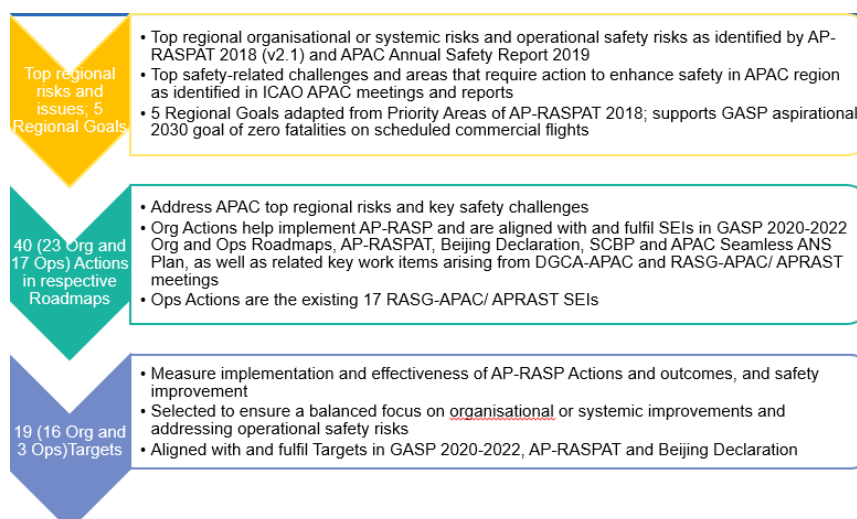 Top regional
risks and
issues; 5
Regional Goals
• Top regional organisational or systemic risks and operational safety risks as identified by AP-
RASPAT 2018 (v2.1) and APAC Annual Safety Report 2019
• Top safety-related challenges and areas that require action to enhance safety in APAC region
as identified in ICAO APAC meetings and reports
• 5 Regional Goals adapted from Priority Areas of AP-RASPAT 2018; supports GASP aspirational
2030 goal of zero fatalities on scheduled commercial flights
40 (23 Org and
17 Ops) Actions
in respective
Roadmaps
• Address APAC top regional risks and key safety challenges
• Org Actions help implement AP-RASP and are aligned with and fulfil SEIs in GASP 2020-2022
Org and Ops Roadmaps, AP-RASPAT, Beijing Declaration, SCBP and APAC Seamless ANS
Plan, as well as related key work items arising from DGCA-APAC and RASG-APAC/ APRAST
meetings
• Ops Actions are the existing 17 RASG-APAC/ APRAST SEIs
19 (16 Org and
3 Ops)Targets
• Measure implementation and effectiveness of AP-RASP Actions and outcomes, and safety
improvement
• Selected to ensure a balanced focus on organisational or systemic improvements and
addressing operational safety risks
• Aligned with and fulfil Targets in GASP 2020-2022, AP-RASPAT and Beijing Declaration